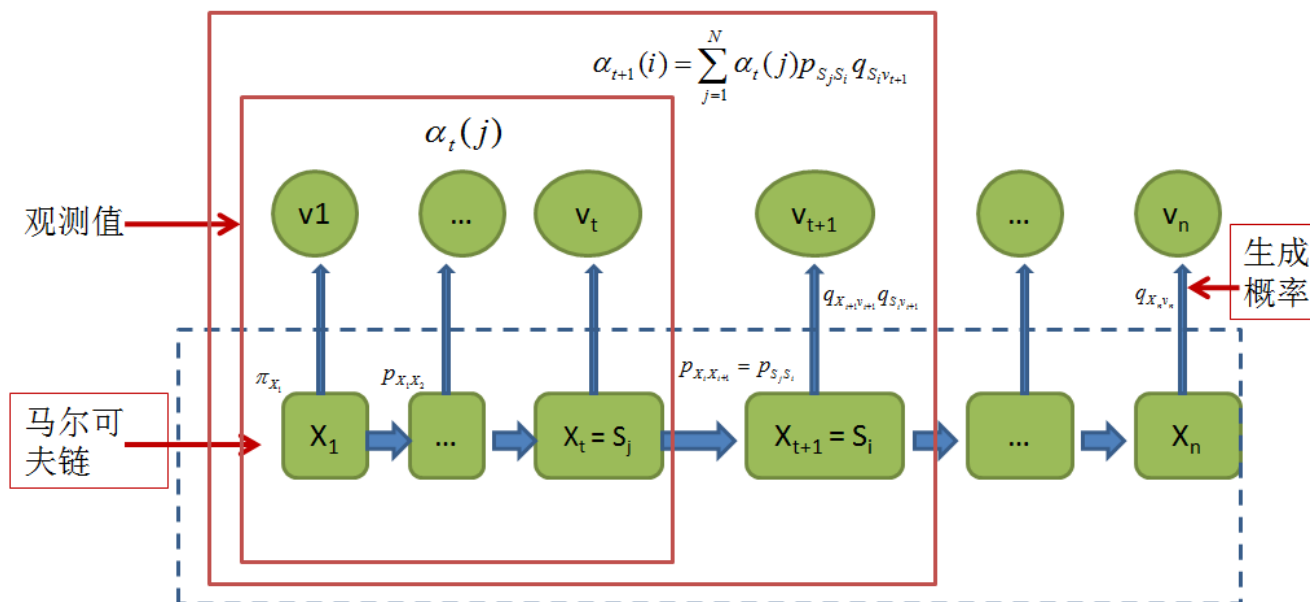 α_{t+1}(i) = \sum_{j=1}^{N} α_t(j) p_{S_j S_i} q_{S_i v_{t+1}}
α_t(j)
观测值
v1
...
v_t
v_{t+1}
...
v_n
生成
概率
q_{X_{t+1} v_{t+1}} q_{S_i v_{t+1}}
q_{X_n v_n}
π_{X_1}
p_{X_1 X_2}
p_{X_t X_{t+1}} = p_{S_j S_i}
马尔可
夫链
X_1
...
X_t = S_j
X_{t+1} = S_i
...
X_n